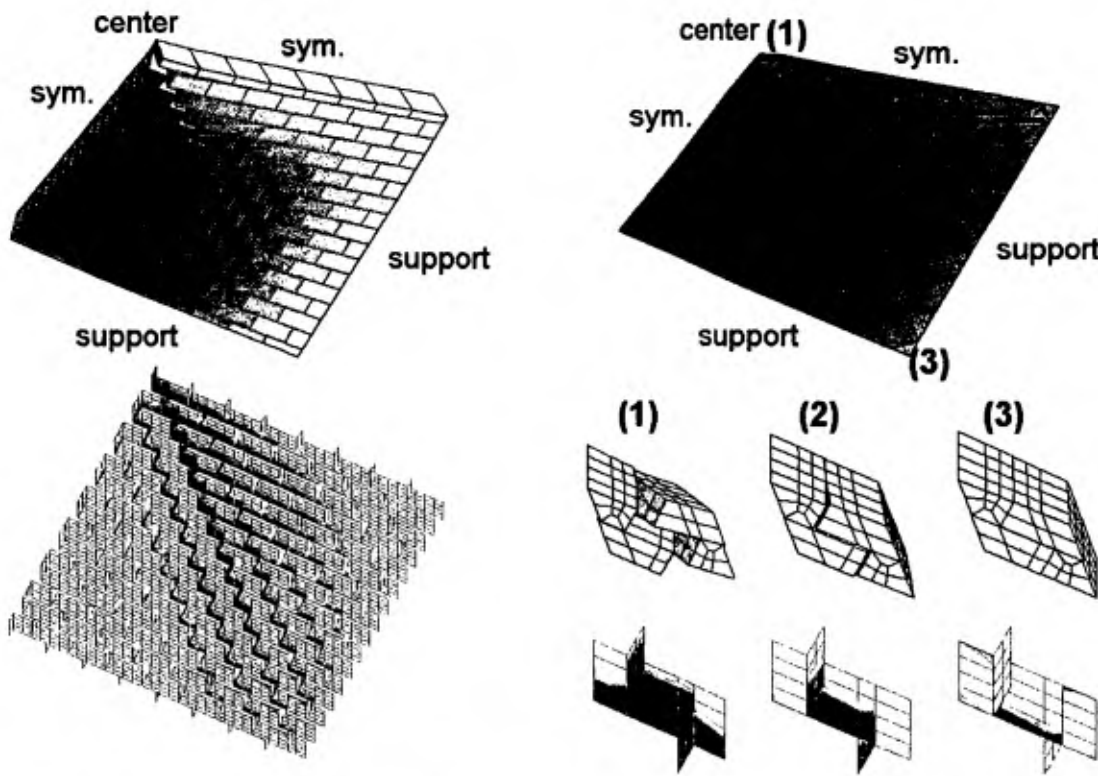 center
sym.
sym.
support
support
center (1)
sym.
sym.
support
support
(3)
(1)
(2)
(3)